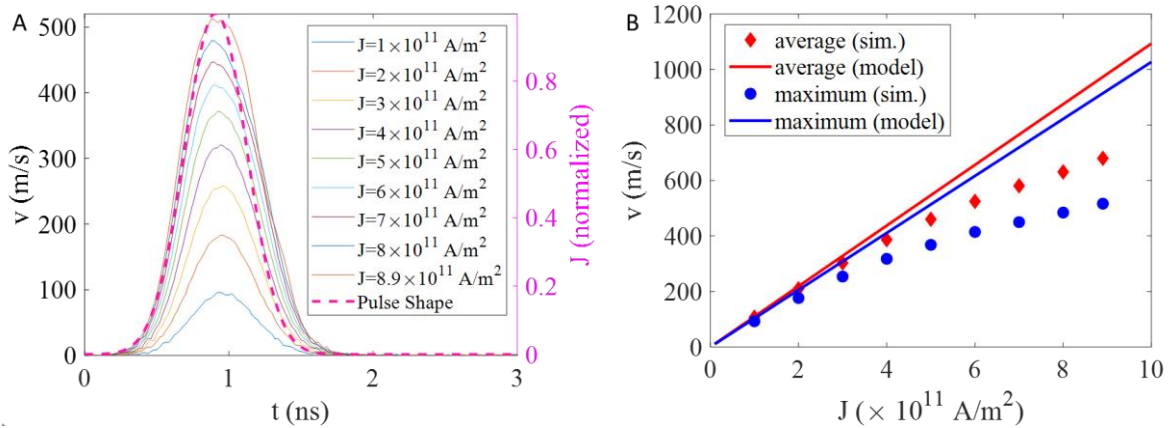 A
v (m/s)
500
400
300
200
100
0
0
1
2
3
t (ns)
J (normalized)
0.8
0.6
0.4
0.2
0
J=1×10¹¹ A/m²
J=2×10¹¹ A/m²
J=3×10¹¹ A/m²
J=4×10¹¹ A/m²
J=5×10¹¹ A/m²
J=6×10¹¹ A/m²
J=7×10¹¹ A/m²
J=8×10¹¹ A/m²
J=8.9×10¹¹ A/m²
Pulse Shape
B
v (m/s)
1200
1000
800
600
400
200
0
0
2
4
6
8
10
J (× 10¹¹ A/m²)
average (sim.)
average (model)
maximum (sim.)
maximum (model)